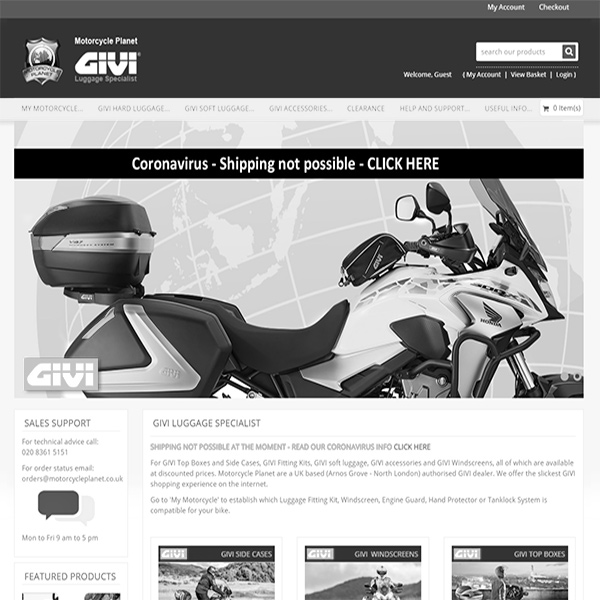 My Account Checkout
Motorcycle Planet
GIVI
Luggage Specialist
MOTORCYCLE
PLANET
search our products
Welcome, Guest ( My Account | View Basket | Login )
MY MOTORCYCLE... GIVI HARD LUGGAGE... GIVI SOFT LUGGAGE... GIVI ACCESSORIES... CLEARANCE HELP AND SUPPORT... USEFUL INFO... 0 Item(s)
Coronavirus - Shipping not possible - CLICK HERE
GIVI
GIVI
HONDA
GIVI
SALES SUPPORT
For technical advice call:
020 8361 5151
For order status email:
orders@motorcycleplanet.co.uk
Mon to Fri 9 am to 5 pm
FEATURED PRODUCTS
GIVI LUGGAGE SPECIALIST
SHIPPING NOT POSSIBLE AT THE MOMENT - READ OUR CORONAVIRUS INFO CLICK HERE
For GIVI Top Boxes and Side Cases, GIVI Fitting Kits, GIVI soft luggage, GIVI accessories and GIVI Windscreens, all of which are available
at discounted prices. Motorcycle Planet are a UK based (Arnos Grove - North London) authorised GIVI dealer. We offer the slickest GIVI
shopping experience on the internet.
Go to 'My Motorcycle' to establish which Luggage Fitting Kit, Windscreen, Engine Guard, Hand Protector or Tanklock System is
compatible for your bike.
GIVI GIVI SIDE CASES
GIVI GIVI WINDSCREENS
GIVI GIVI TOP BOXES